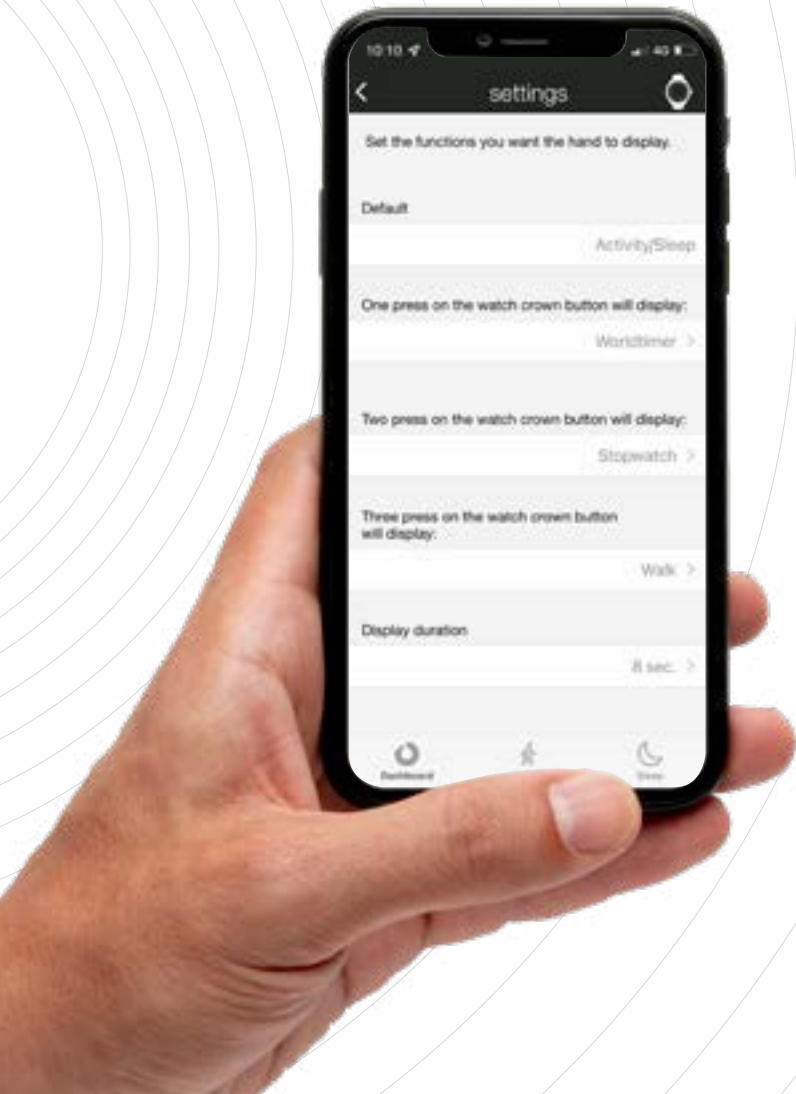 10:10
4G
settings
Set the functions you want the hand to display.
Default
Activity/Sleep
One press on the watch crown button will display:
Worldtimer >
Two press on the watch crown button will display:
Stopwatch >
Three press on the watch crown button
will display:
Walk >
Display duration
8 sec. >
Dashboard
Sleep